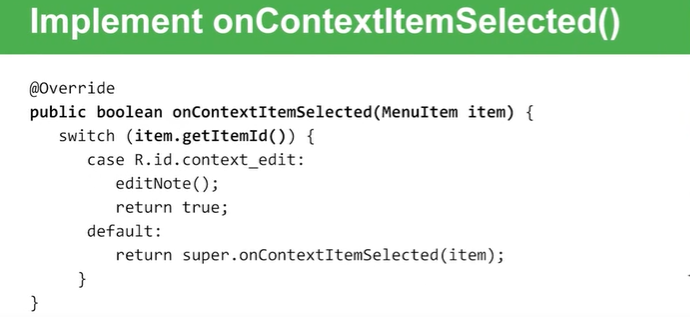 Implement onContextItemSelected()
@Override
public boolean onContextItemSelected(MenuItem item) {
switch (item.getItemId()) {
case R.id.context_edit:
editNote();
return true;
default:
return super.onContextItemSelected(item);
}
}